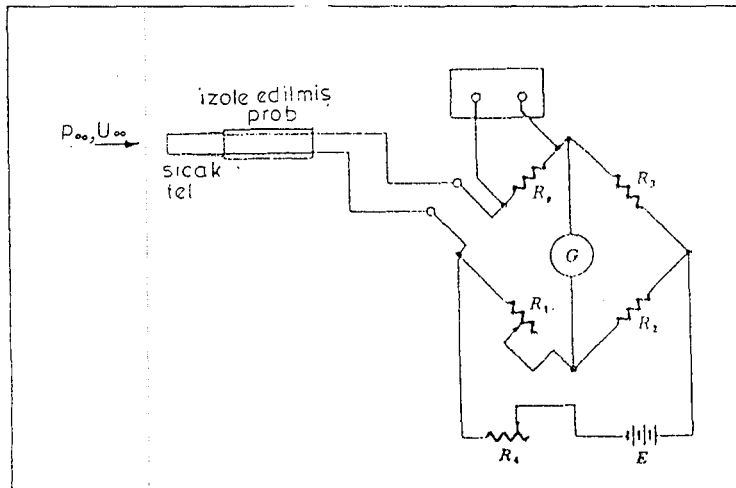 izole edilmiş
prob
P∞,U∞
sıcak
tel
R₃
G
R₁
R₂
R₄
E